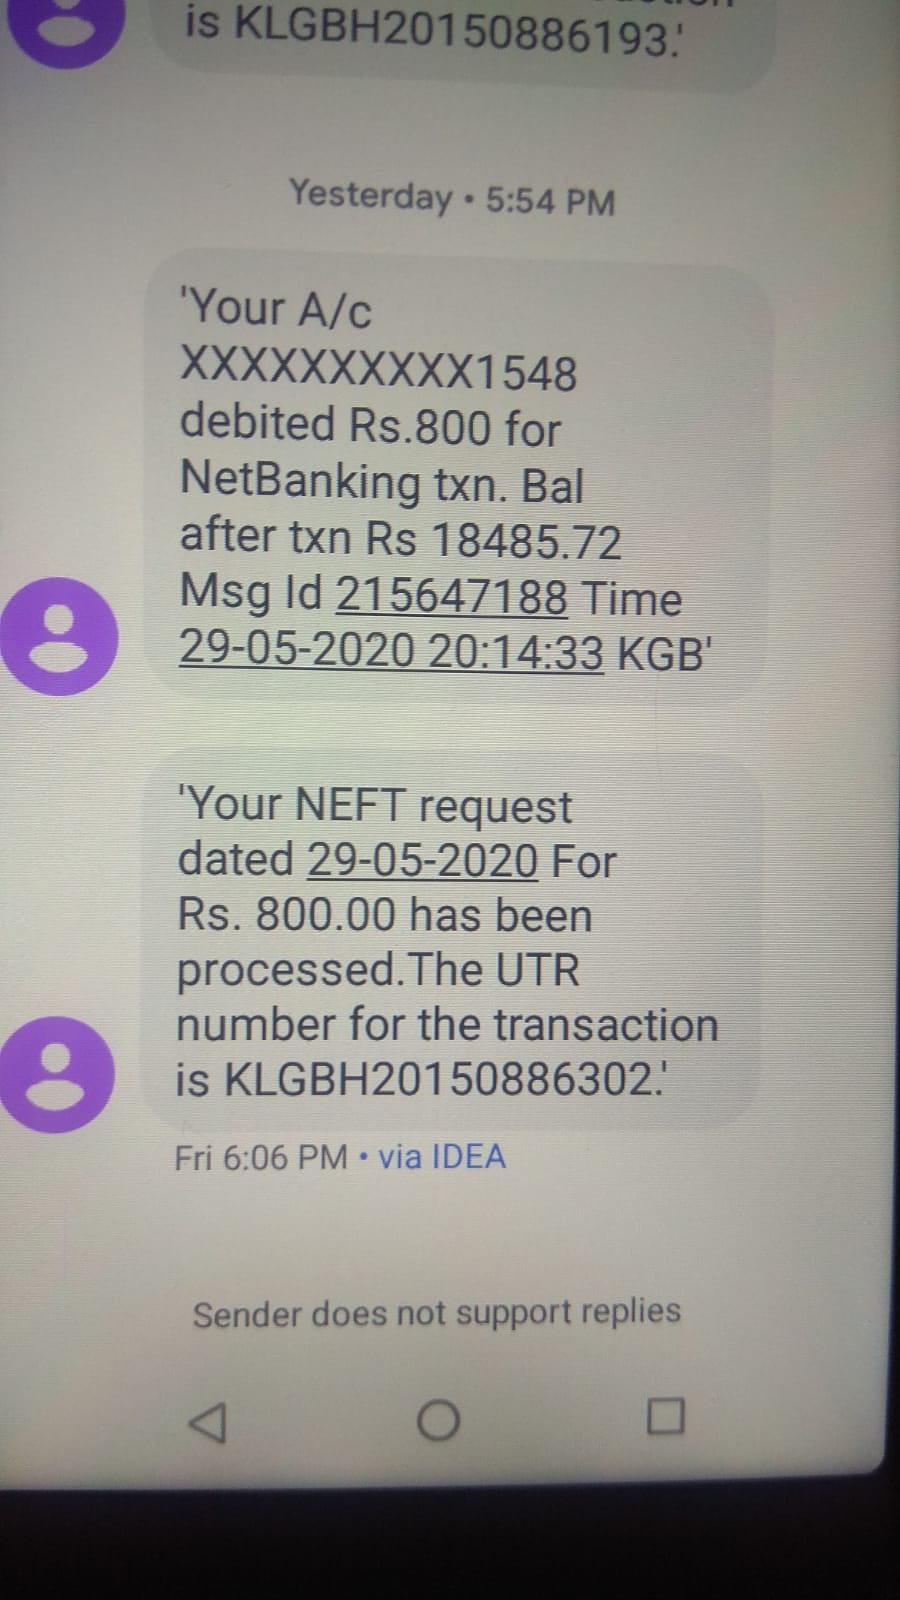 is KLGBH20150886193.'
Yesterday • 5:54 PM
'Your A/c
XXXXXXXXXX1548
debited Rs.800 for
NetBanking txn. Bal
after txn Rs 18485.72
Msg Id 215647188 Time
29-05-2020 20:14:33 KGB'
'Your NEFT request
dated 29-05-2020 For
Rs. 800.00 has been
processed.The UTR
number for the transaction
is KLGBH20150886302.'
Fri 6:06 PM • via IDEA
Sender does not support replies